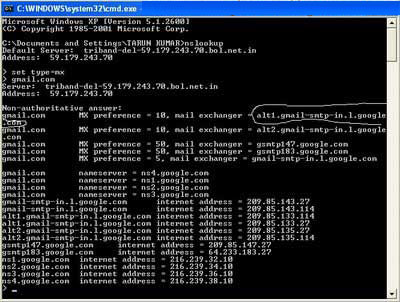 C:\WINDOWS\system32\cmd.exe
Microsoft Windows XP [Version 5.1.2600]
(C) Copyright 1985-2001 Microsoft Corp.
C:\Documents and Settings\TARUN KUMAR>nslookup
Default Server: triband-del-59.179.243.70.bol.net.in
Address: 59.179.243.70
> set type=mx
> gmail.com
Server: triband-del-59.179.243.70.bol.net.in
Address: 59.179.243.70
Non-authoritative answer:
gmail.com MX preference = 10, mail exchanger = alt1.gmail-smtp-in.l.google
.com
gmail.com MX preference = 10, mail exchanger = alt2.gmail-smtp-in.l.google
.com
gmail.com MX preference = 50, mail exchanger = gsmtp147.google.com
gmail.com MX preference = 50, mail exchanger = gsmtp183.google.com
gmail.com MX preference = 5, mail exchanger = gmail-smtp-in.l.google.com
gmail.com nameserver = ns4.google.com
gmail.com nameserver = ns1.google.com
gmail.com nameserver = ns2.google.com
gmail.com nameserver = ns3.google.com
gmail-smtp-in.l.google.com internet address = 209.85.143.27
gmail-smtp-in.l.google.com internet address = 209.85.143.114
alt1.gmail-smtp-in.l.google.com internet address = 209.85.133.114
alt1.gmail-smtp-in.l.google.com internet address = 209.85.133.27
alt2.gmail-smtp-in.l.google.com internet address = 209.85.135.27
alt2.gmail-smtp-in.l.google.com internet address = 209.85.135.114
gsmtp147.google.com internet address = 209.85.147.27
gsmtp183.google.com internet address = 64.233.183.27
ns1.google.com internet address = 216.239.32.10
ns2.google.com internet address = 216.239.34.10
ns3.google.com internet address = 216.239.36.10
ns4.google.com internet address = 216.239.38.10
> _